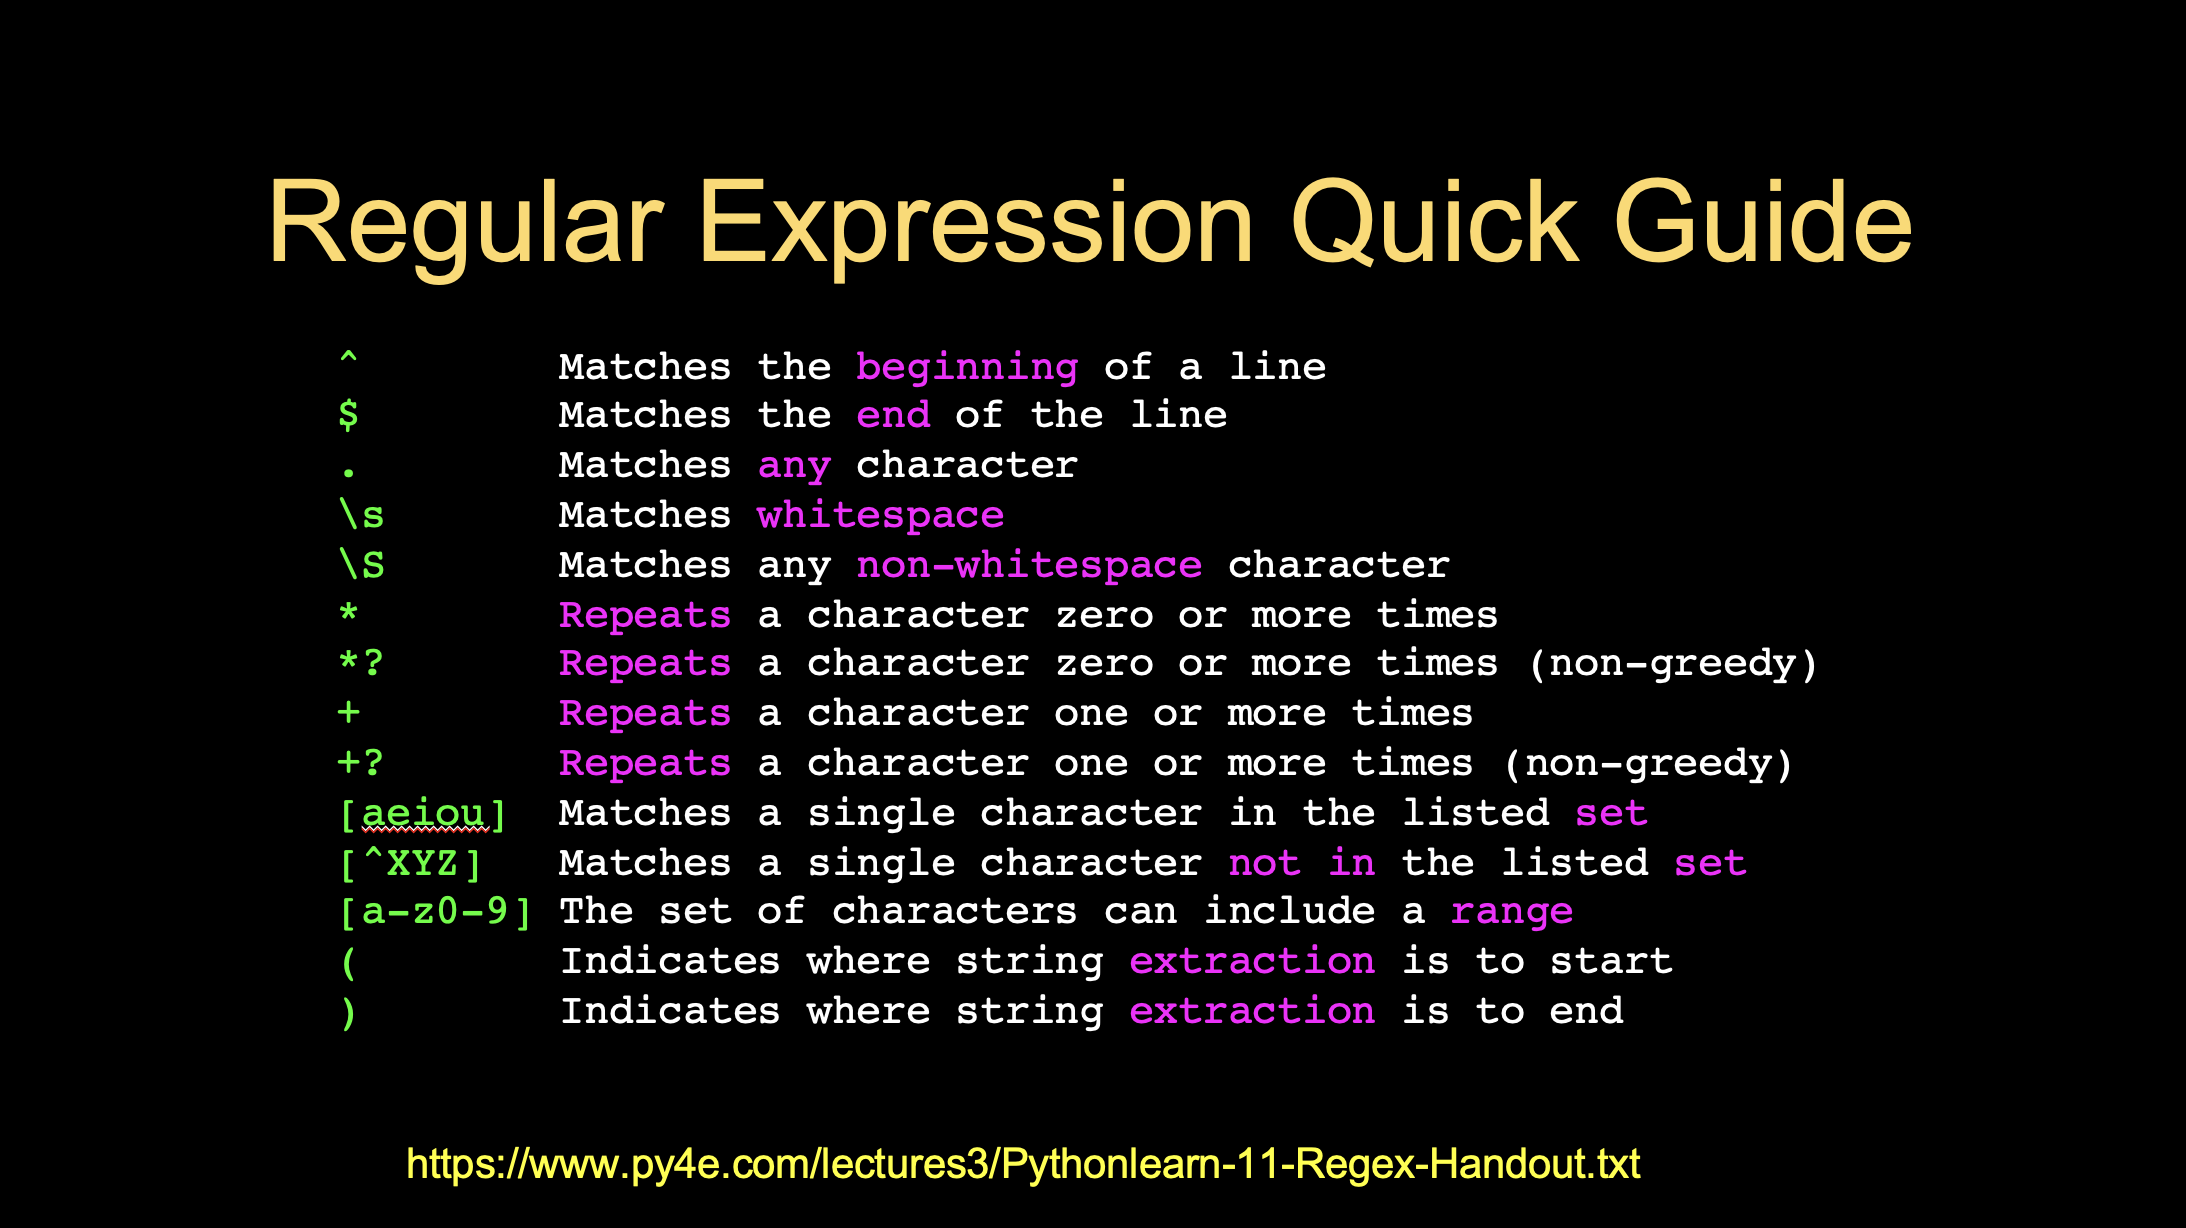 Regular Expression Quick Guide
^ Matches the beginning of a line
$ Matches the end of the line
. Matches any character
\s Matches whitespace
\S Matches any non-whitespace character
* Repeats a character zero or more times
*? Repeats a character zero or more times (non-greedy)
+ Repeats a character one or more times
+? Repeats a character one or more times (non-greedy)
[aeiou] Matches a single character in the listed set
[^XYZ] Matches a single character not in the listed set
[a-z0-9] The set of characters can include a range
( Indicates where string extraction is to start
) Indicates where string extraction is to end
https://www.py4e.com/lectures3/Pythonlearn-11-Regex-Handout.txt